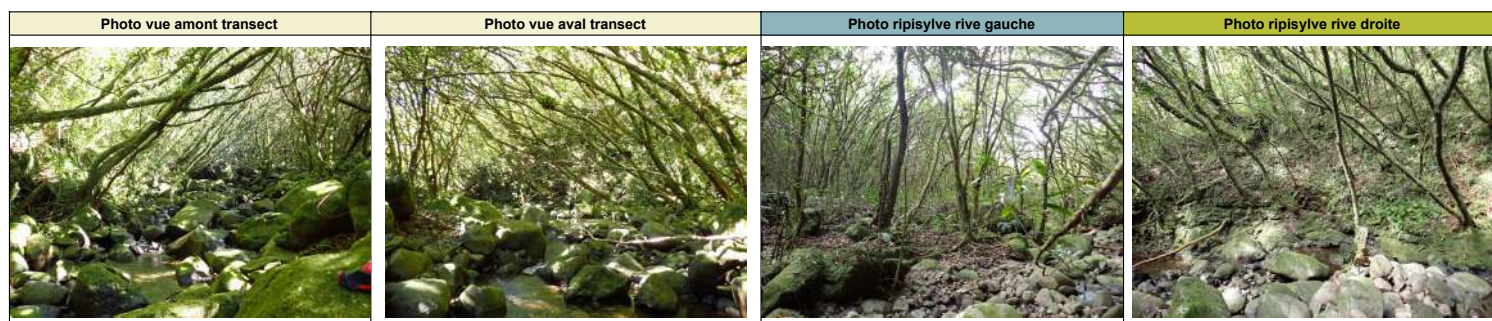 Photo vue amont transect
Photo vue aval transect
Photo ripisylve rive gauche
Photo ripisylve rive droite